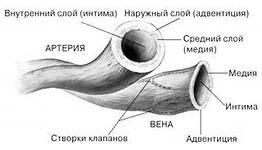 Внутренний слой (интима)
Наружный слой (адвентиция)
АРТЕРИЯ
Средний слой
(медия)
Медия
Интима
Створки клапанов
ВЕНА
Адвентиция